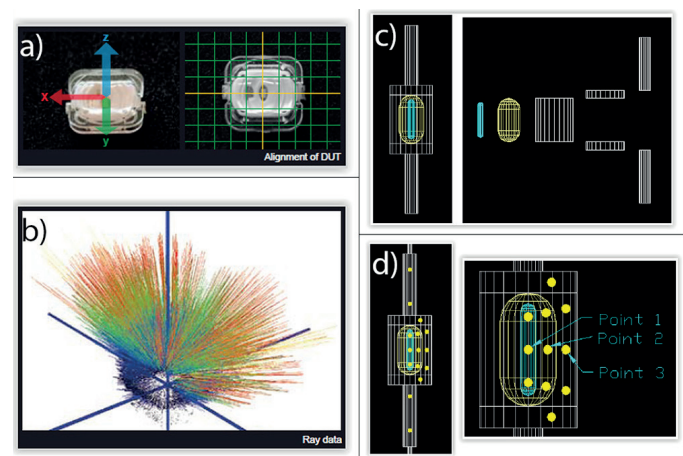 a)
z
x
y
Alignment of DUT
b)
Ray data
c)
d)
Point 1
Point 2
Point 3